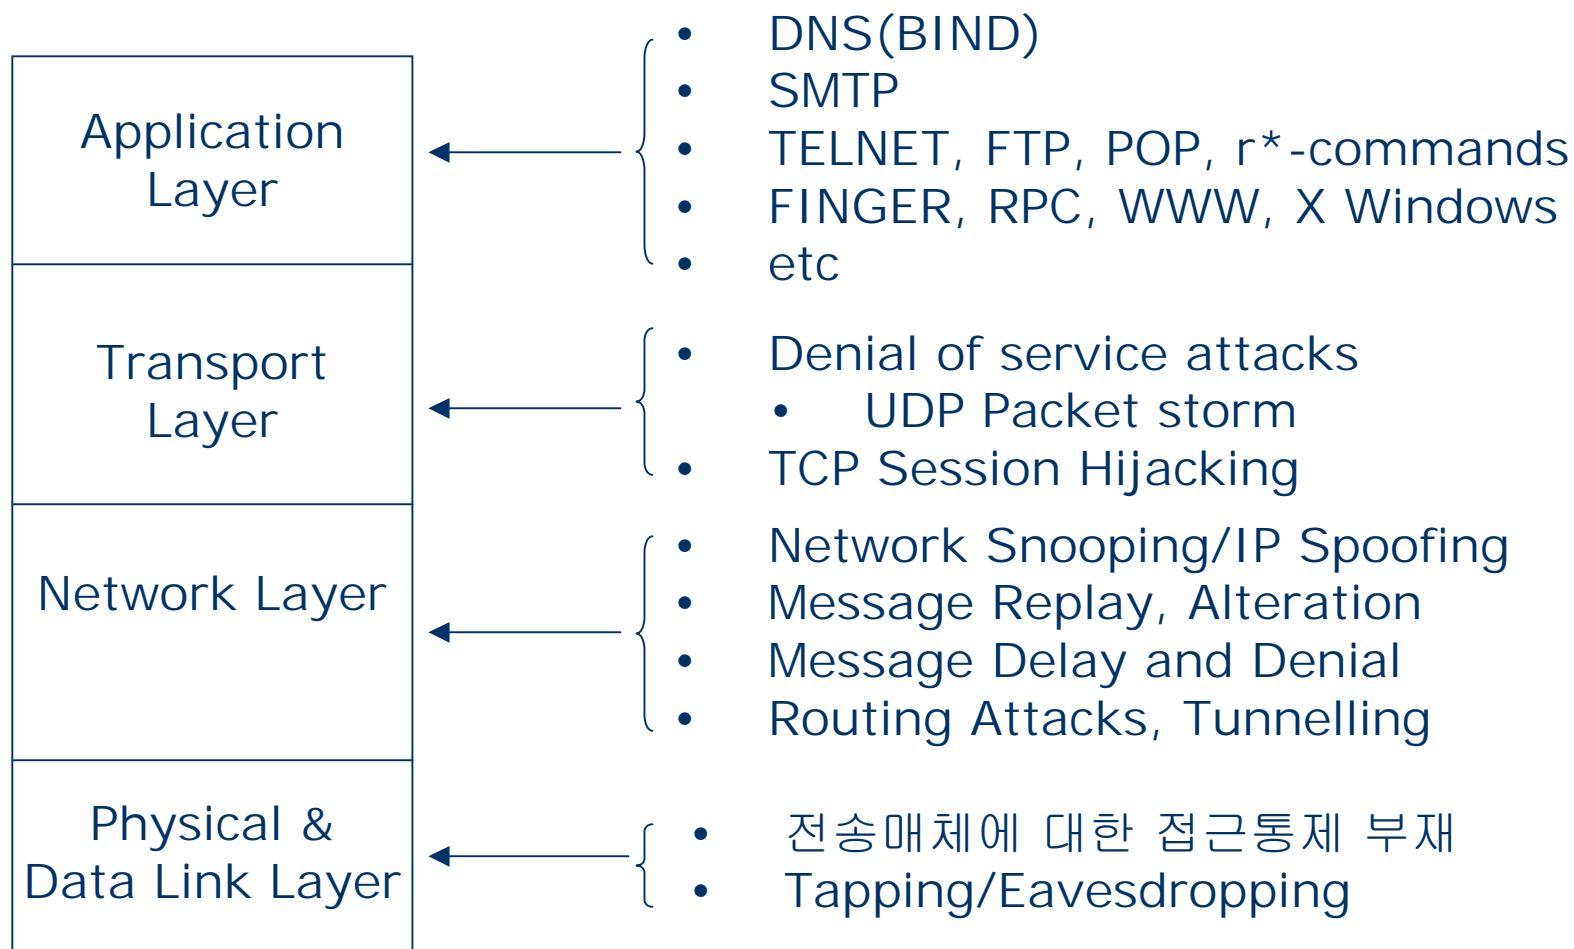 Application
Layer
• DNS(BIND)
• SMTP
• TELNET, FTP, POP, r*-commands
• FINGER, RPC, WWW, X Windows
• etc
Transport
Layer
• Denial of service attacks
• UDP Packet storm
• TCP Session Hijacking
Network Layer
• Network Snooping/IP Spoofing
• Message Replay, Alteration
• Message Delay and Denial
• Routing Attacks, Tunnelling
Physical &
Data Link Layer
• 전송매체에 대한 접근통제 부재
• Tapping/Eavesdropping